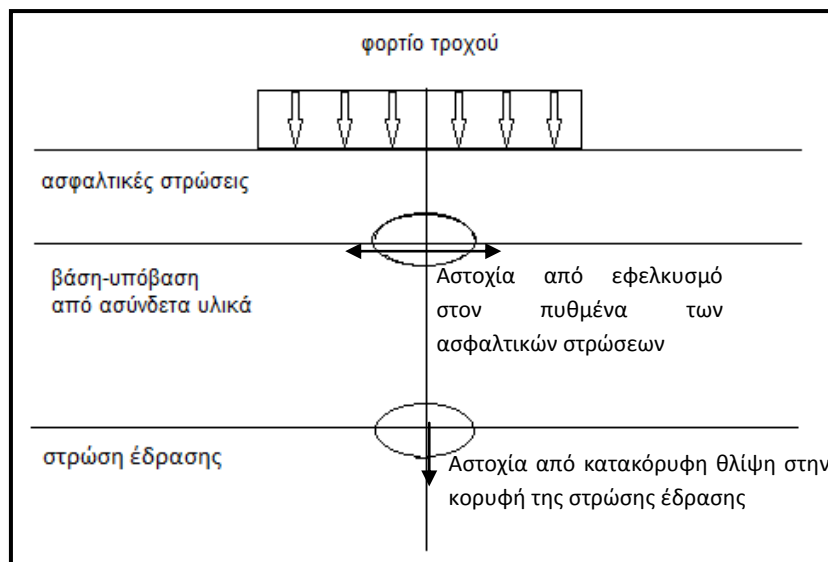 φορτίο τροχού
ασφαλτικές στρώσεις
βάση-υπόβαση
από ασύνδετα υλικά
Αστοχία από εφελκυσμό
στον πυθμένα των
ασφαλτικών στρώσεων
στρώση έδρασης
Αστοχία από κατακόρυφη θλίψη στην
κορυφή της στρώσης έδρασης